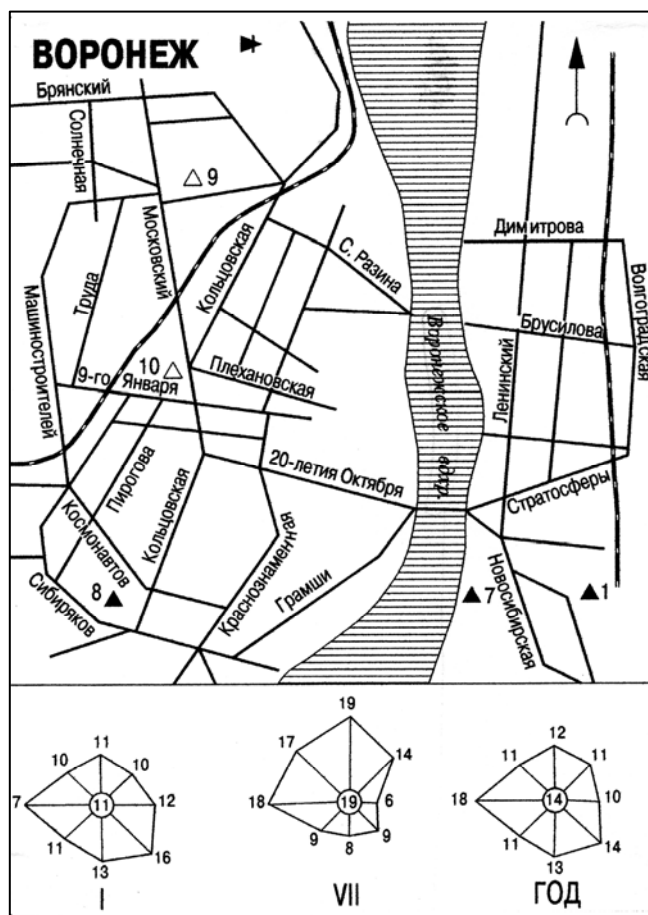 ВОРОНЕЖ
Брянский
Солнечная
9
Московский
Кольцовская
С. Разина
Димитрова
Волгоградская
Труда
Машиностроителей
Воронежское вдхр.
Брусилова
Ленинский
10
9-го Января
Плехановская
20-летия Октября
Стратосферы
Пирогова
Космонавтов
Кольцовская
Краснознаменная
Грамши
Сибиряков
8
7
1
Новосибирская
11
10
10
7
11
12
11
16
13
I
19
17
14
18
19
6
9
9
8
VII
12
11
11
18
14
10
11
14
13
ГОД